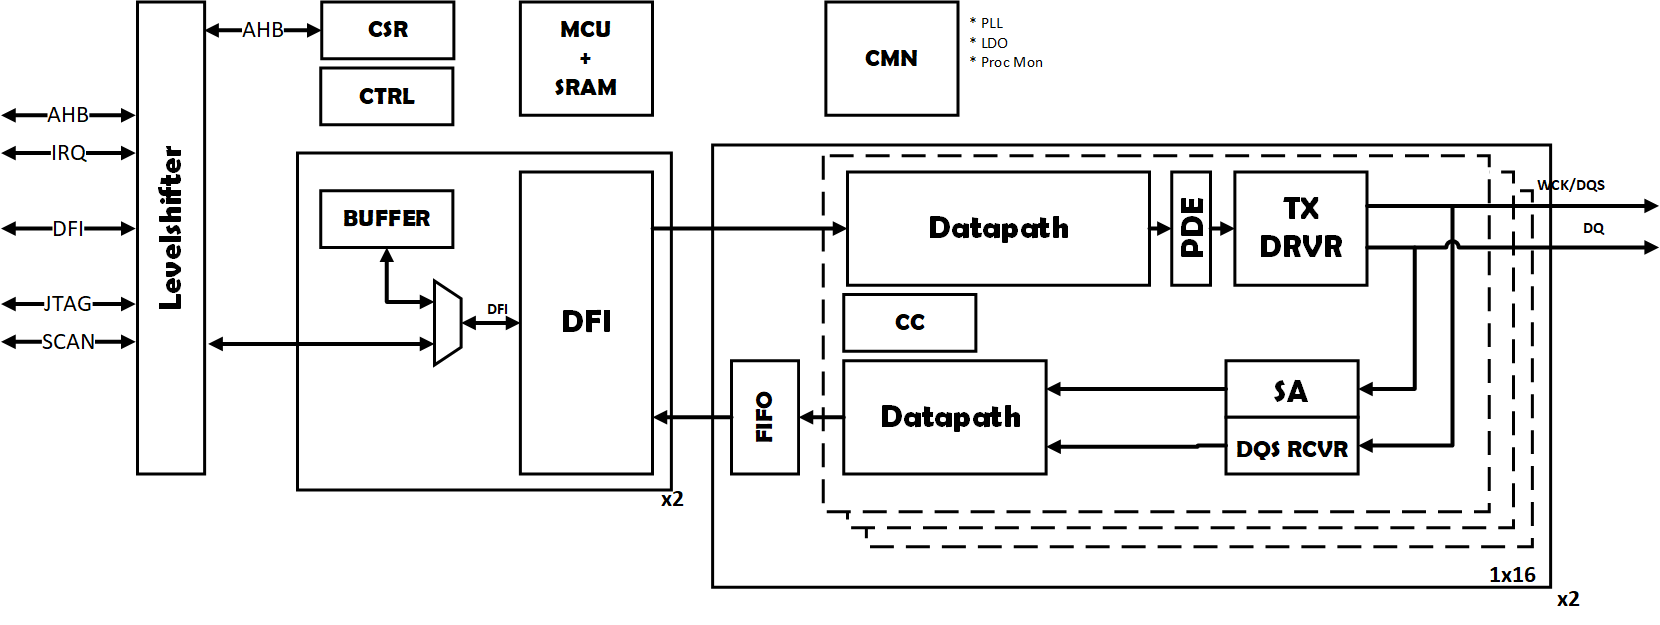 AHB
CSR
MCU
+
SRAM
CMN
* PLL
* LDO
* Proc Mon
CTRL
AHB
IRQ
DFI
JTAG
SCAN
Levelshifter
BUFFER
DFI
DFI
x2
Datapath
PDE
TX
DRVR
WCK/DQS
DQ
CC
FIFO
Datapath
SA
DQS RCVR
1x16
x2